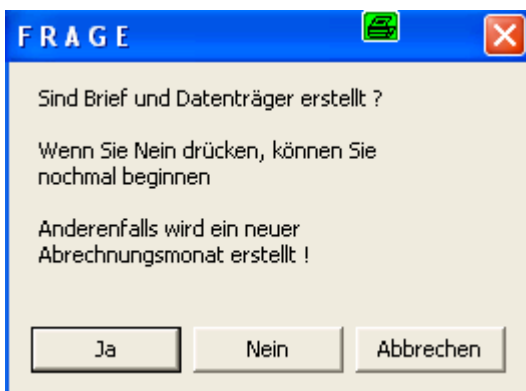 FRAGE
Sind Brief und Datenträger erstellt ?
Wenn Sie Nein drücken, können Sie
nochmal beginnen
Anderenfalls wird ein neuer
Abrechnungsmonat erstellt !
Ja Nein Abbrechen